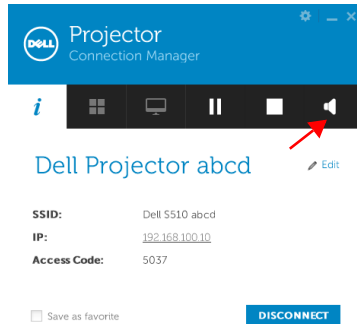 DELL
Projector
Connection Manager
i
Dell Projector abcd
Edit
SSID: Dell S510 abcd
IP: 192.168.100.10
Access Code: 5037
Save as favorite
DISCONNECT